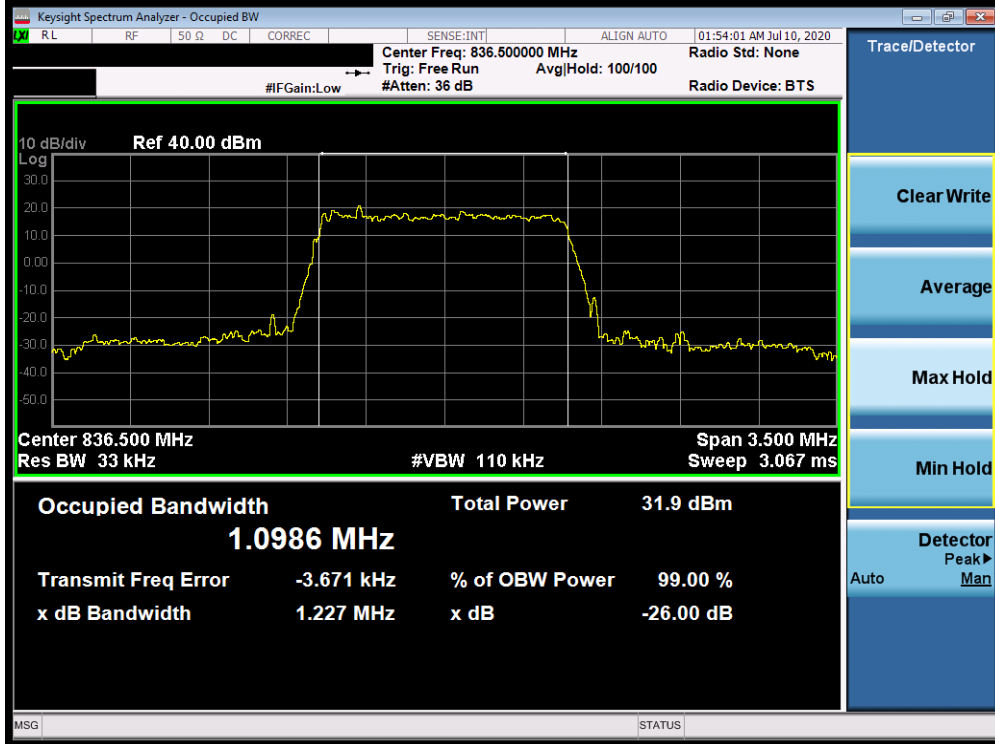 Keysight Spectrum Analyzer - Occupied BW
LXI RL RF 50 Ω DC CORREC SENSE:INT ALIGN AUTO 01:54:01 AM Jul 10, 2020
Center Freq: 836.500000 MHz Radio Std: None
Trig: Free Run Avg|Hold: 100/100
#IFGain:Low #Atten: 36 dB Radio Device: BTS
Trace/Detector
10 dB/div Ref 40.00 dBm
Log
30.0
20.0
10.0
0.00
-10.0
-20.0
-30.0
-40.0
-50.0
Center 836.500 MHz Span 3.500 MHz
Res BW 33 kHz #VBW 110 kHz Sweep 3.067 ms
Occupied Bandwidth Total Power 31.9 dBm
1.0986 MHz
Transmit Freq Error -3.671 kHz % of OBW Power 99.00 %
x dB Bandwidth 1.227 MHz x dB -26.00 dB
Clear Write
Average
Max Hold
Min Hold
Detector
Peak▶
Auto Man
MSG STATUS